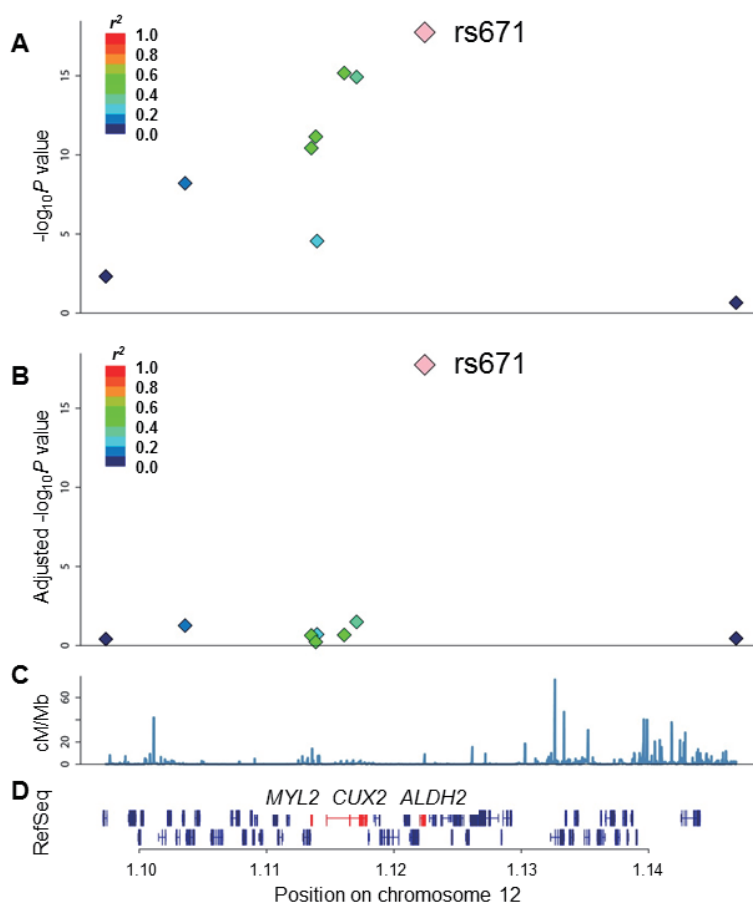 A
r²
1.0
0.8
0.6
0.4
0.2
0.0
rs671
15
10
5
0
-log₁₀P value
B
r²
1.0
0.8
0.6
0.4
0.2
0.0
rs671
15
10
5
0
Adjusted -log₁₀P value
C
60
20
0
cM/Mb
D
MYL2 CUX2 ALDH2
RefSeq
1.10 1.11 1.12 1.13 1.14
Position on chromosome 12